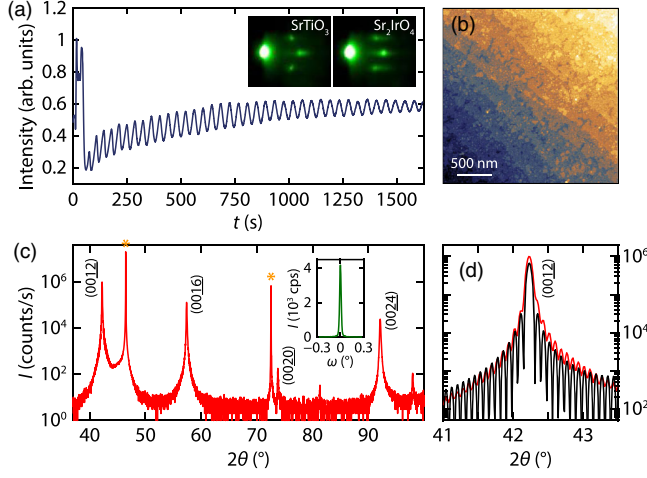 (a)
1.2
1
0.8
0.6
0.4
0.2
Intensity (arb. units)
SrTiO3
Sr2IrO4
0 250 500 750 1000 1250 1500
t (s)
(b)
500 nm
(c)
10^6
10^4
10^2
10^0
I (counts/s)
*
*
(0012)
(0016)
(0020)
(0024)
4
2
0
I (10^3 cps)
−0.3 0 0.3
ω (°)
40 50 60 70 80 90
2θ (°)
(d)
(0012)
10^6
10^4
10^2
41 42 43
2θ (°)